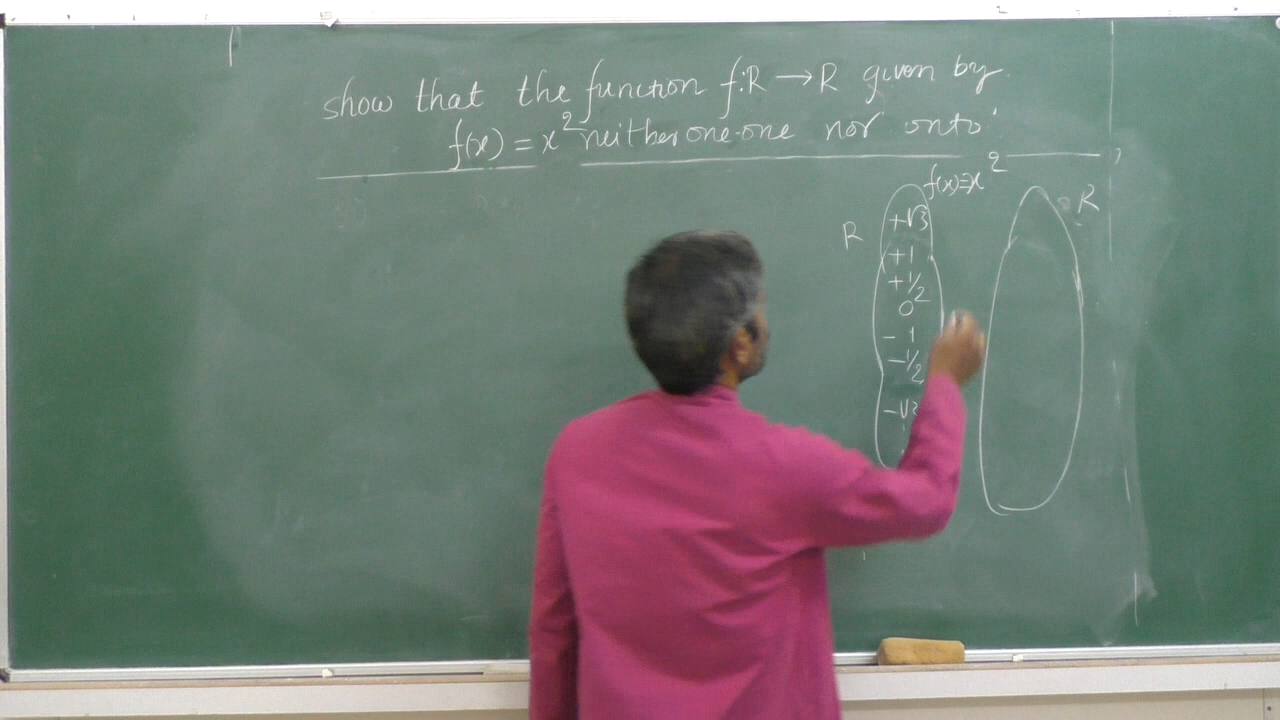 show that the function f:R → R given by
f(x) = x² neither one-one nor onto
f(x)=x²
R
R
+√3
+1
+1/2
0
- 1
-1/2